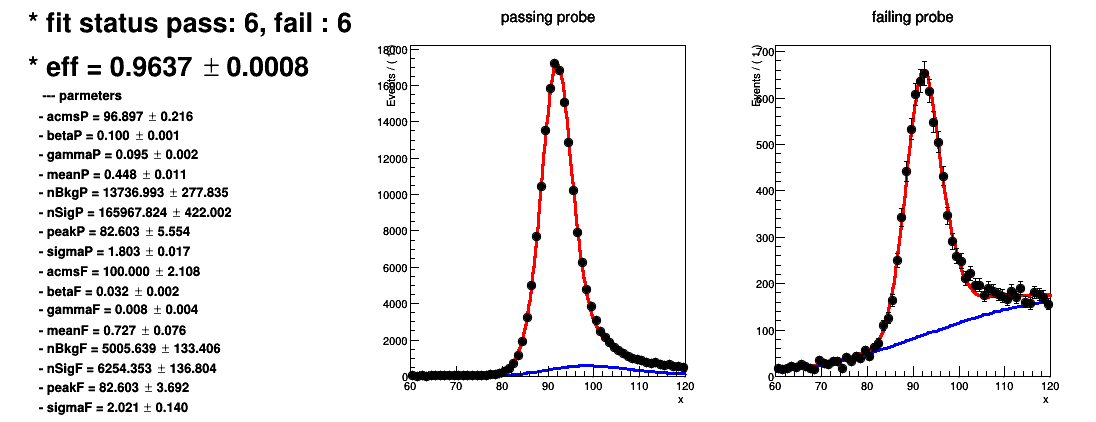 * fit status pass: 6, fail : 6
* eff = 0.9637 ± 0.0008
--- parmeters
- acmsP = 96.897 ± 0.216
- betaP = 0.100 ± 0.001
- gammaP = 0.095 ± 0.002
- meanP = 0.448 ± 0.011
- nBkgP = 13736.993 ± 277.835
- nSigP = 165967.824 ± 422.002
- peakP = 82.603 ± 5.554
- sigmaP = 1.803 ± 0.017
- acmsF = 100.000 ± 2.108
- betaF = 0.032 ± 0.002
- gammaF = 0.008 ± 0.004
- meanF = 0.727 ± 0.076
- nBkgF = 5005.639 ± 133.406
- nSigF = 6254.353 ± 136.804
- peakF = 82.603 ± 3.692
- sigmaF = 2.021 ± 0.140
passing probe
Events / (
18000
16000
14000
12000
10000
8000
6000
4000
2000
0
60 70 80 90 100 110 120
x
failing probe
Events / (
700
600
500
400
300
200
100
0
60 70 80 90 100 110 120
x